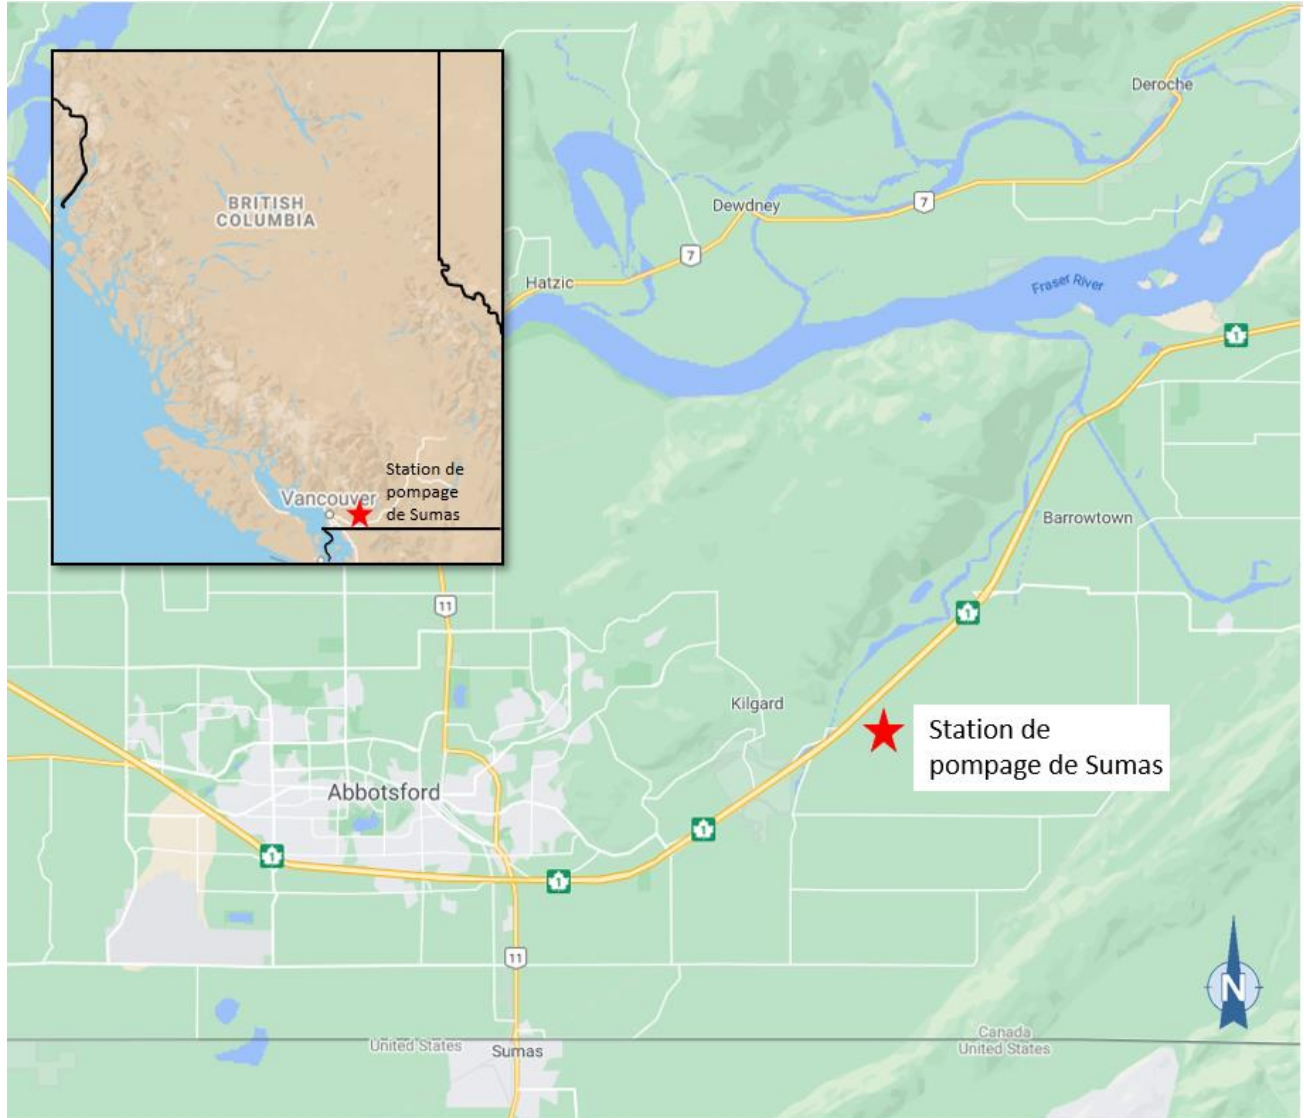 BRITISH
COLUMBIA
Vancouver
Station de
pompage
de Sumas
Deroche
7
Dewdney
7
Hatzic
Fraser River
1
Barrowtown
11
1
Kilgard
Station de
pompage de Sumas
Abbotsford
1
1
1
11
N
Canada
United States
United States
Sumas